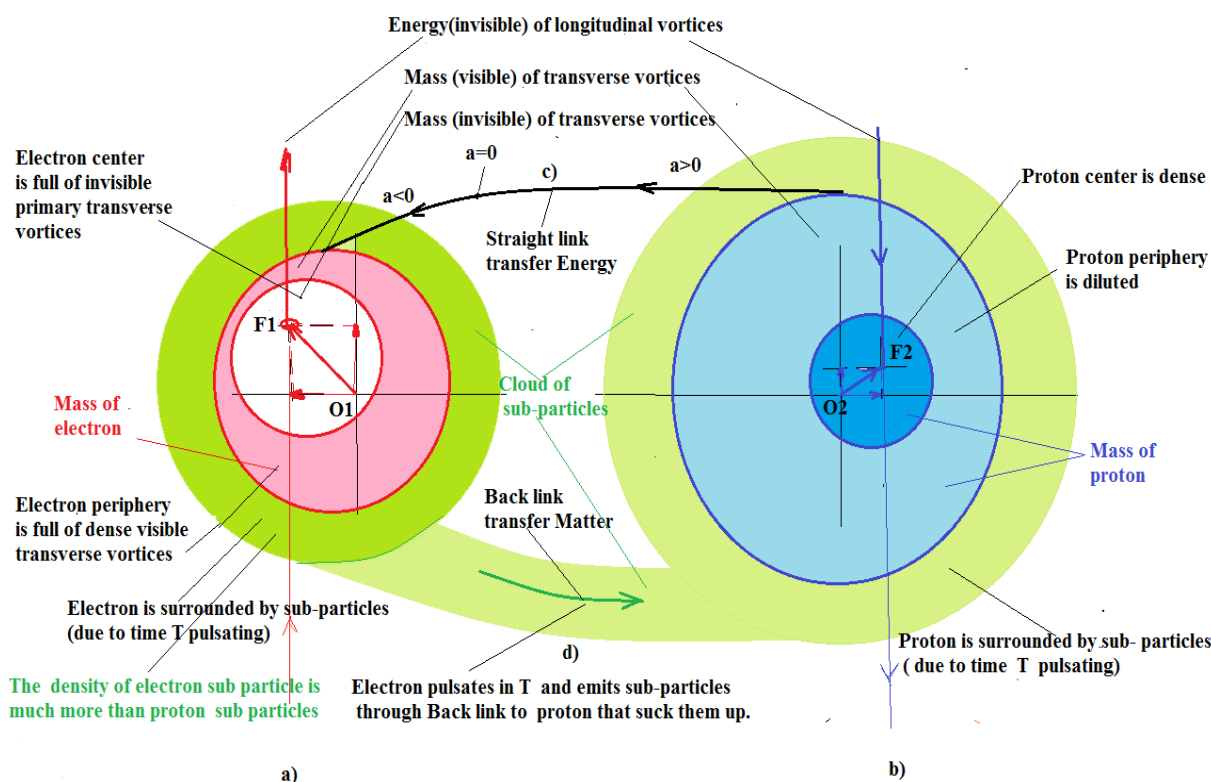 Energy(invisible) of longitudinal vortices
Mass (visible) of transverse vortices
Mass (invisible) of transverse vortices
Electron center
is full of invisible
primary transverse
vortices
a<0
a=0
c)
a>0
Straight link
transfer Energy
Proton center is dense
Proton periphery
is diluted
F1
O1
F2
O2
Mass of
electron
Cloud of
sub-particles
Mass of
proton
Electron periphery
is full of dense visible
transverse vortices
Back link
transfer Matter
Electron is surrounded by sub-particles
(due to time T pulsating)
The density of electron sub particle is
much more than proton sub particles
d)
Electron pulsates in T and emits sub-particles
through Back link to proton that suck them up.
Proton is surrounded by sub- particles
( due to time T pulsating)
a)
b)